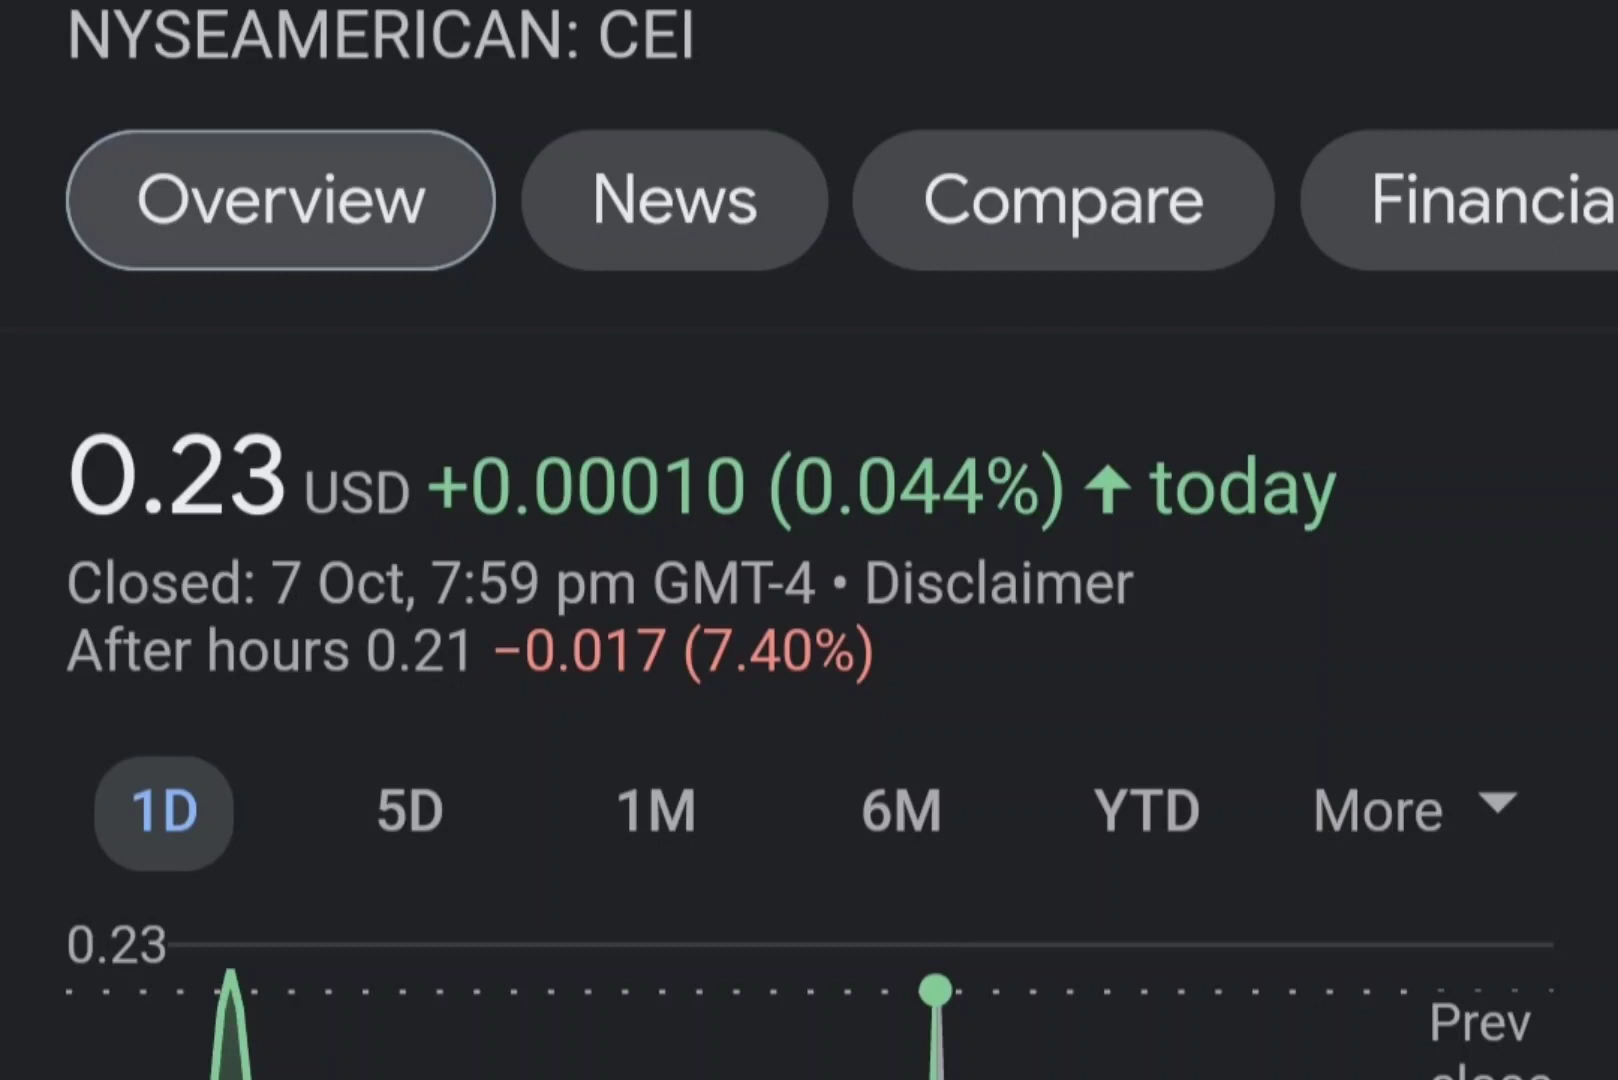 NYSEAMERICAN: CEI
Overview News Compare Financia
0.23 USD +0.00010 (0.044%) ↑ today
Closed: 7 Oct, 7:59 pm GMT-4 • Disclaimer
After hours 0.21 −0.017 (7.40%)
1D 5D 1M 6M YTD More
0.23
Prev
close